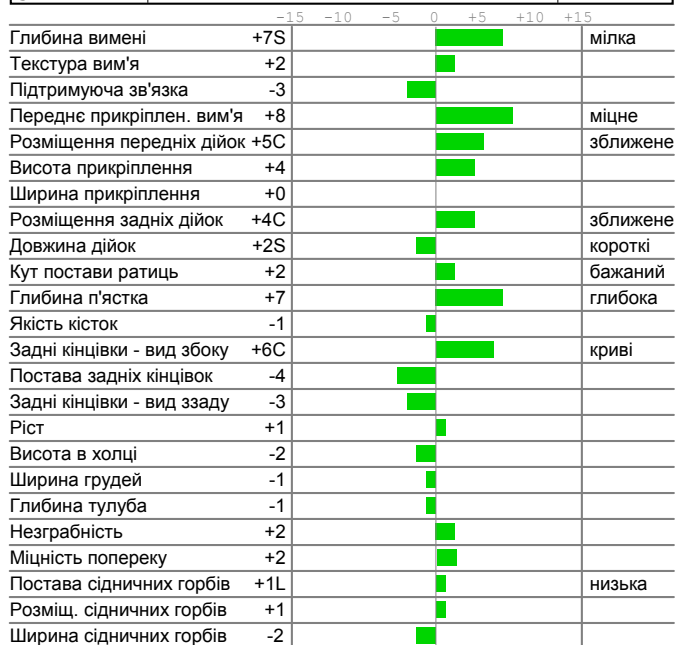 -15 -10 -5 0 +5 +10 +15
Глибина вимені +7S мілка
Текстура вим'я +2
Підтримуюча зв'язка -3
Переднє прикріплен. вим'я +8 міцне
Розміщення передніх дійок +5C зближене
Висота прикріплення +4
Ширина прикріплення +0
Розміщення задніх дійок +4C зближене
Довжина дійок +2S короткі
Кут постави ратиць +2 бажаний
Глибина п'ястка +7 глибока
Якість кісток -1
Задні кінцівки - вид збоку +6C криві
Постава задніх кінцівок -4
Задні кінцівки - вид ззаду -3
Ріст +1
Висота в холці -2
Ширина грудей -1
Глибина тулуба -1
Незграбність +2
Міцність попереку +2
Постава сідничних горбів +1L низька
Розміщ. сідничних горбів +1
Ширина сідничних горбів -2